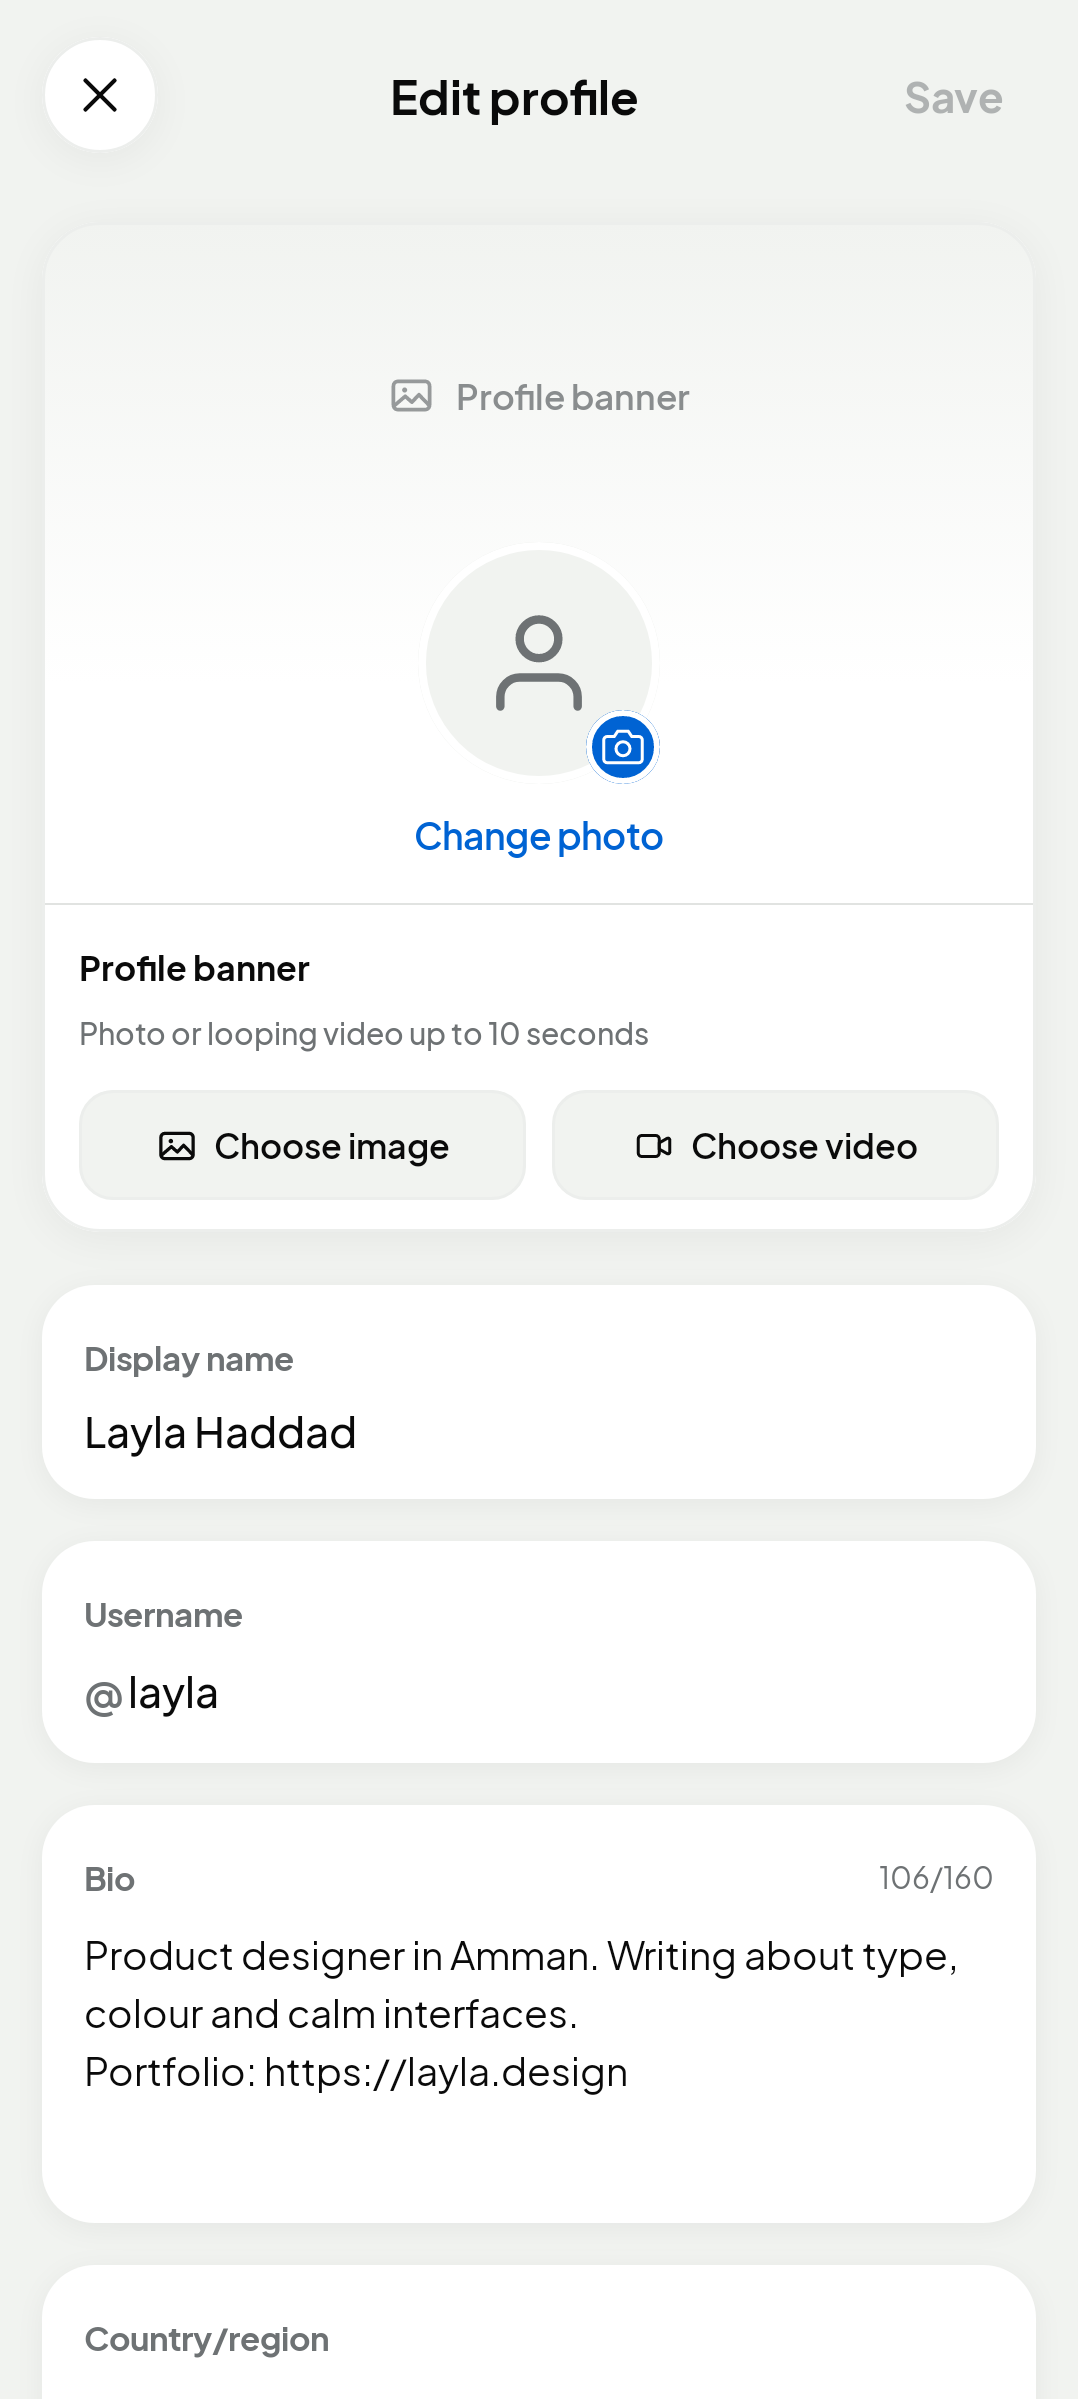 Edit profile
Save
Profile banner
Change photo
Profile banner
Photo or looping video up to 10 seconds
Choose image
Choose video
Display name
Layla Haddad
Username
@layla
Bio
106/160
Product designer in Amman. Writing about type,
colour and calm interfaces.
Portfolio: https://layla.design
Country/region